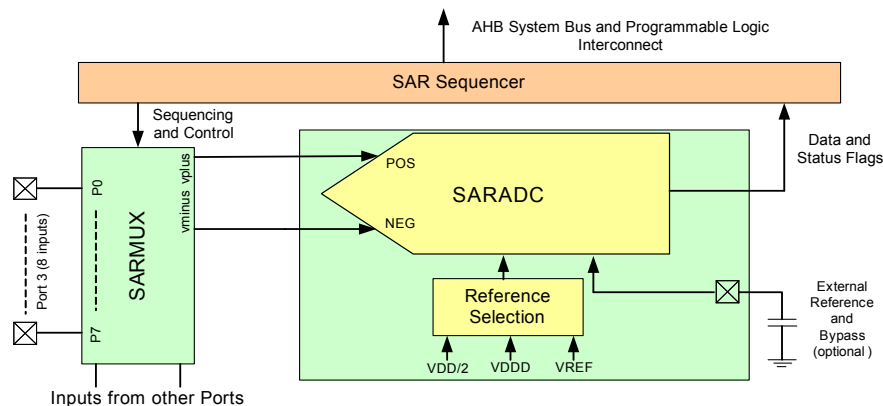 AHB System Bus and Programmable Logic
Interconnect
SAR Sequencer
Sequencing
and Control
Data and
Status Flags
vminus vplus
POS
P0
SARADC
SARMUX
NEG
Port 3 (8 inputs)
P7
Reference
Selection
External
Reference
and
Bypass
(optional )
VDD/2
VDDD
VREF
Inputs from other Ports